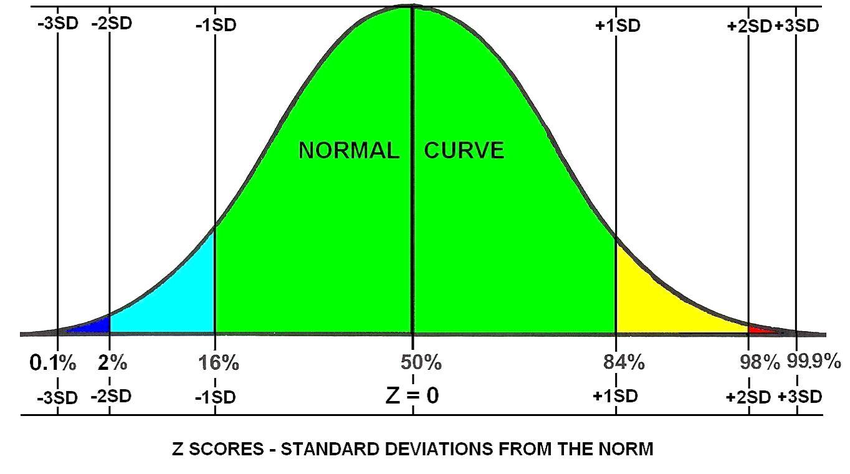 -3SD -2SD -1SD +1SD +2SD +3SD
NORMAL CURVE
0.1% 2% 16% 50% 84% 98% 99.9%
-3SD -2SD -1SD Z = 0 +1SD +2SD +3SD
Z SCORES - STANDARD DEVIATIONS FROM THE NORM